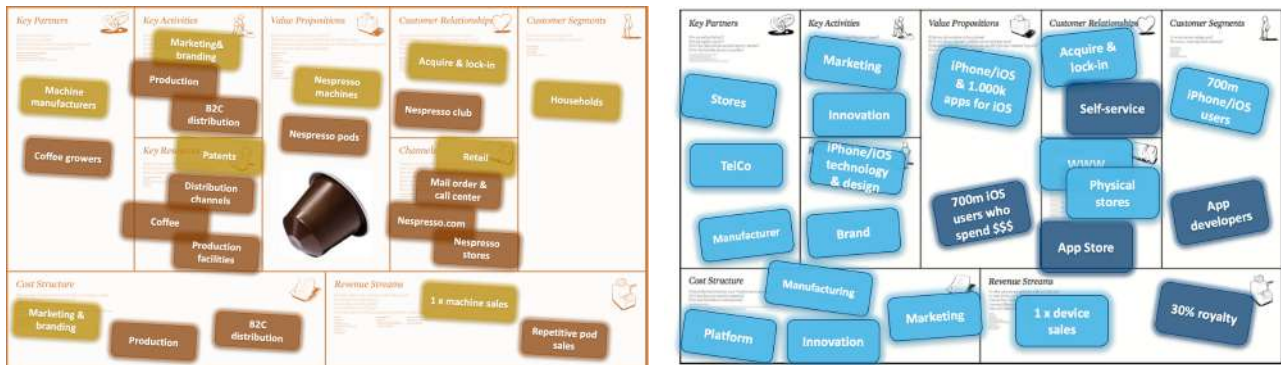 Key Partners
Key Activities
Value Propositions
Customer Relationships
Customer Segments
Marketing&
branding
Production
B2C
distribution
Machine
manufacturers
Coffee growers
Nespresso
machines
Nespresso pods
Acquire & lock-in
Nespresso club
Households
Key Resources
Patents
Distribution
channels
Coffee
Production
facilities
Channels
Retail
Mail order &
call center
Nespresso.com
Nespresso
stores
Cost Structure
Marketing &
branding
Production
B2C
distribution
Revenue Streams
1 x machine sales
Repetitive pod
sales
Key Partners
Key Activities
Value Propositions
Customer Relationships
Customer Segments
Stores
TelCo
Manufacturer
Marketing
Innovation
iPhone/iOS
technology
& design
Brand
iPhone/iOS
& 1.000k
apps for iOS
700m iOS
users who
spend $$$
Acquire &
lock-in
Self-service
WWW
Physical
stores
App Store
700m
iPhone/iOS
users
App
developers
Cost Structure
Manufacturing
Platform
Innovation
Marketing
Revenue Streams
1 x device
sales
30% royalty